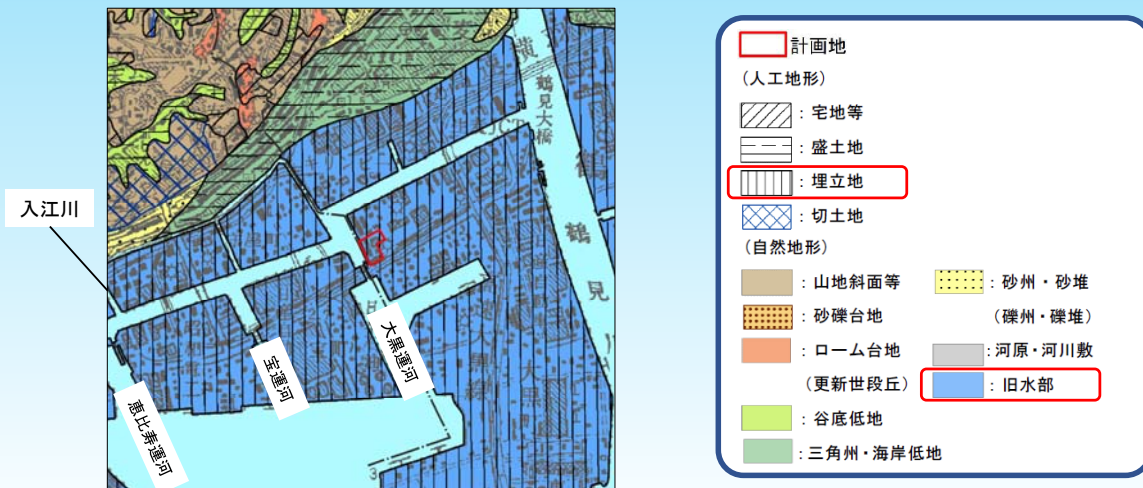 入江川
恵比寿運河
宝運河
大黒運河
横
鶴見大橋
鶴
見
計画地
(人工地形)
: 宅地等
: 盛土地
: 埋立地
: 切土地
(自然地形)
: 山地斜面等
: 砂礫台地
: ローム台地
(更新世段丘)
: 谷底低地
: 三角州・海岸低地
: 砂州・砂堆
(礫州・礫堆)
: 河原・河川敷
: 旧水部